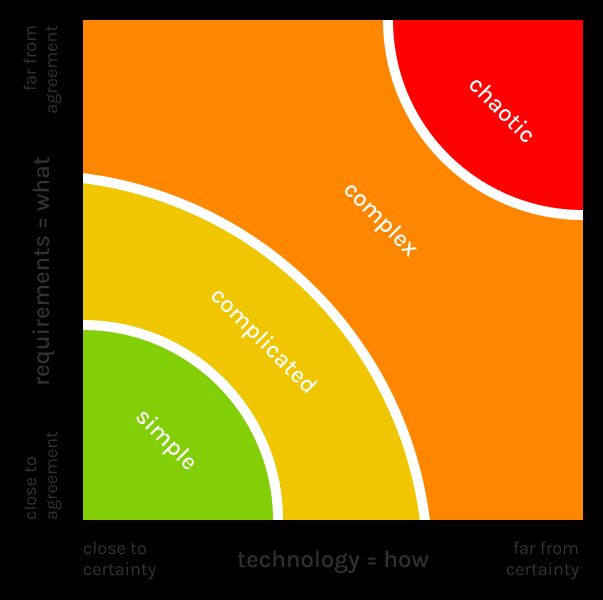 far from
agreement
requirements = what
close to
agreement
chaotic
complex
complicated
simple
close to
certainty
technology = how
far from
certainty